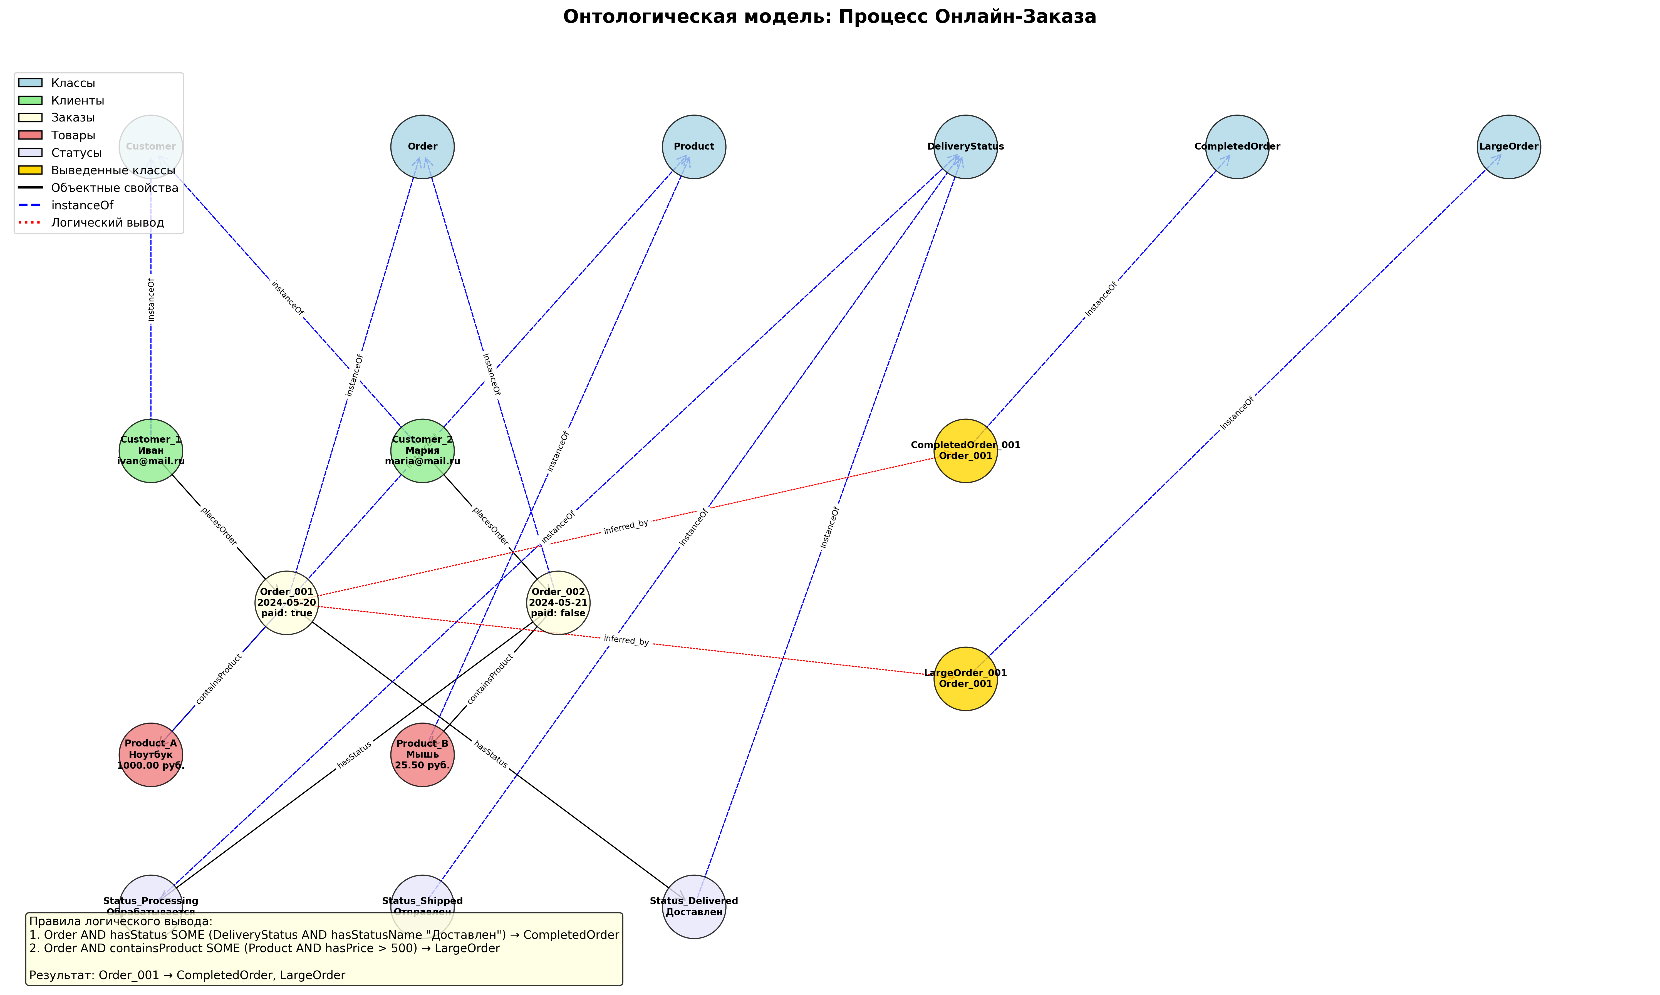 Онтологическая модель: Процесс Онлайн-Заказа
Классы
Клиенты
Заказы
Товары
Статусы
Выведенные классы
Объектные свойства
instanceOf
Логический вывод
Customer
Order
Product
DeliveryStatus
CompletedOrder
LargeOrder
instanceOf
instanceOf
instanceOf
instanceOf
instanceOf
instanceOf
instanceOf
instanceOf
instanceOf
instanceOf
Customer_1
Иван
ivan@mail.ru
Customer_2
Мария
maria@mail.ru
CompletedOrder_001
Order_001
placesOrder
placesOrder
inferred_by
Order_001
2024-05-20
paid: true
Order_002
2024-05-21
paid: false
inferred_by
LargeOrder_001
Order_001
containsProduct
containsProduct
Product_A
Ноутбук
1000.00 руб.
Product_B
Мышь
25.50 руб.
hasStatus
hasStatus
Status_Processing
Обрабатывается
Status_Shipped
Отправлен
Status_Delivered
Доставлен
Правила логического вывода:
1. Order AND hasStatus SOME (DeliveryStatus AND hasStatusName "Доставлен") → CompletedOrder
2. Order AND containsProduct SOME (Product AND hasPrice > 500) → LargeOrder
Результат: Order_001 → CompletedOrder, LargeOrder